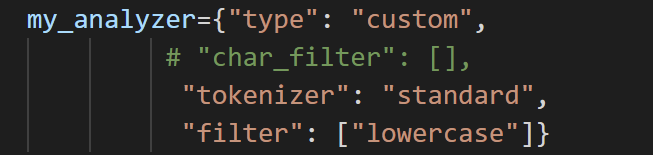 my_analyzer={"type": "custom",
# "char_filter": [],
"tokenizer": "standard",
"filter": ["lowercase"]}